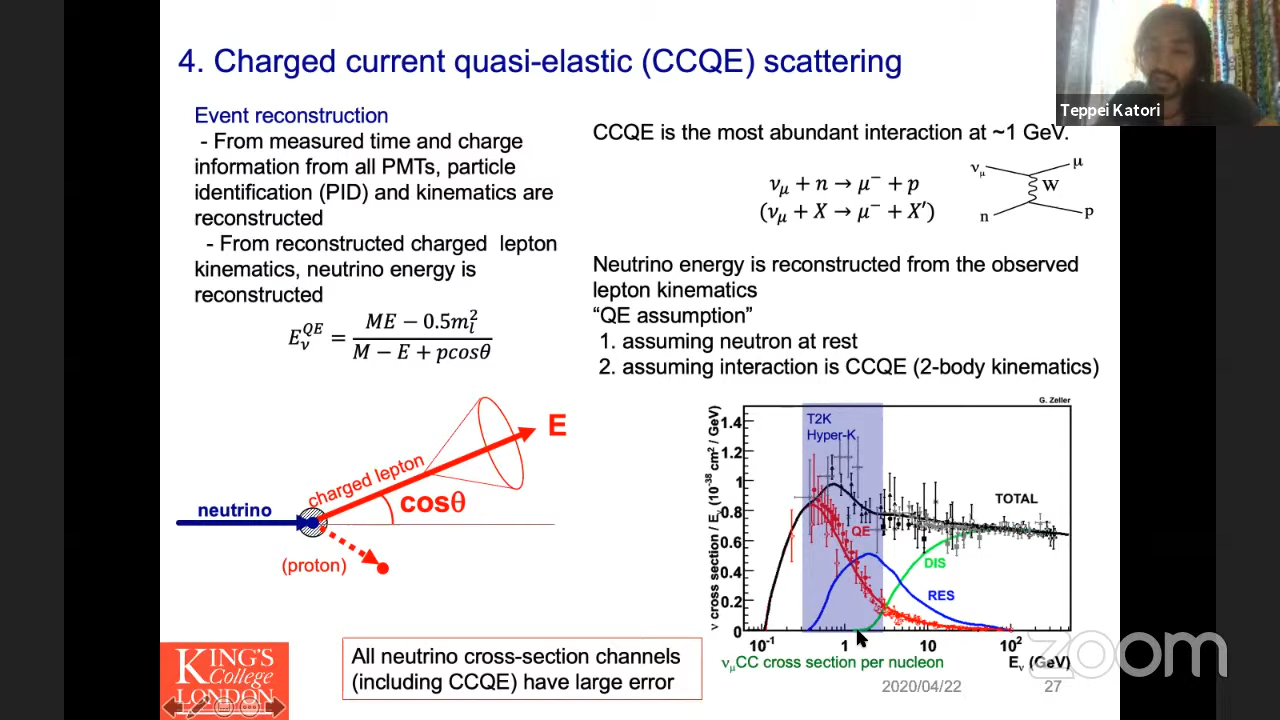 4. Charged current quasi-elastic (CCQE) scattering
Teppei Katori
Event reconstruction
- From measured time and charge
information from all PMTs, particle
identification (PID) and kinematics are
reconstructed
- From reconstructed charged lepton
kinematics, neutrino energy is
reconstructed
E_ν^{QE} = \frac{ME − 0.5m_l^2}{M − E + pcosθ}
E
charged lepton
cosθ
neutrino
(proton)
CCQE is the most abundant interaction at ~1 GeV.
ν_μ + n → μ^− + p
(ν_μ + X → μ^− + X′)
ν_μ
μ
W
n
p
Neutrino energy is reconstructed from the observed
lepton kinematics
“QE assumption”
1. assuming neutron at rest
2. assuming interaction is CCQE (2-body kinematics)
G. Zeller
T2K
Hyper-K
ν cross section / E_ν (10^{-38} cm^2 / GeV)
1.4
1.2
1
0.8
0.6
0.4
0.2
0
TOTAL
QE
DIS
RES
10^{-1}
1
10
10^2
E_ν (GeV)
ν_μCC cross section per nucleon
KING'S
College
LONDON
All neutrino cross-section channels
(including CCQE) have large error
2020/04/22
27
zoom